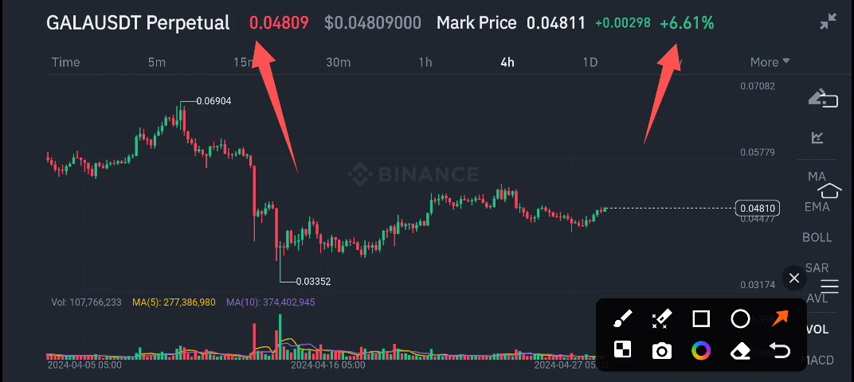 GALAUSDT Perpetual 0.04809 $0.04809000 Mark Price 0.04811 +0.00298 +6.61%
Time 5m 15m 30m 1h 4h 1D More
0.07082
0.06904
0.05779
BINANCE
MA
0.04810
EMA
0.04477
BOLL
SAR
0.03352
0.03174
AVL
Vol: 107,766,233 MA(5): 277,386,980 MA(10): 374,402,945
VOL
MACD
2024-04-05 05:00 2024-04-16 05:00 2024-04-27 05:00